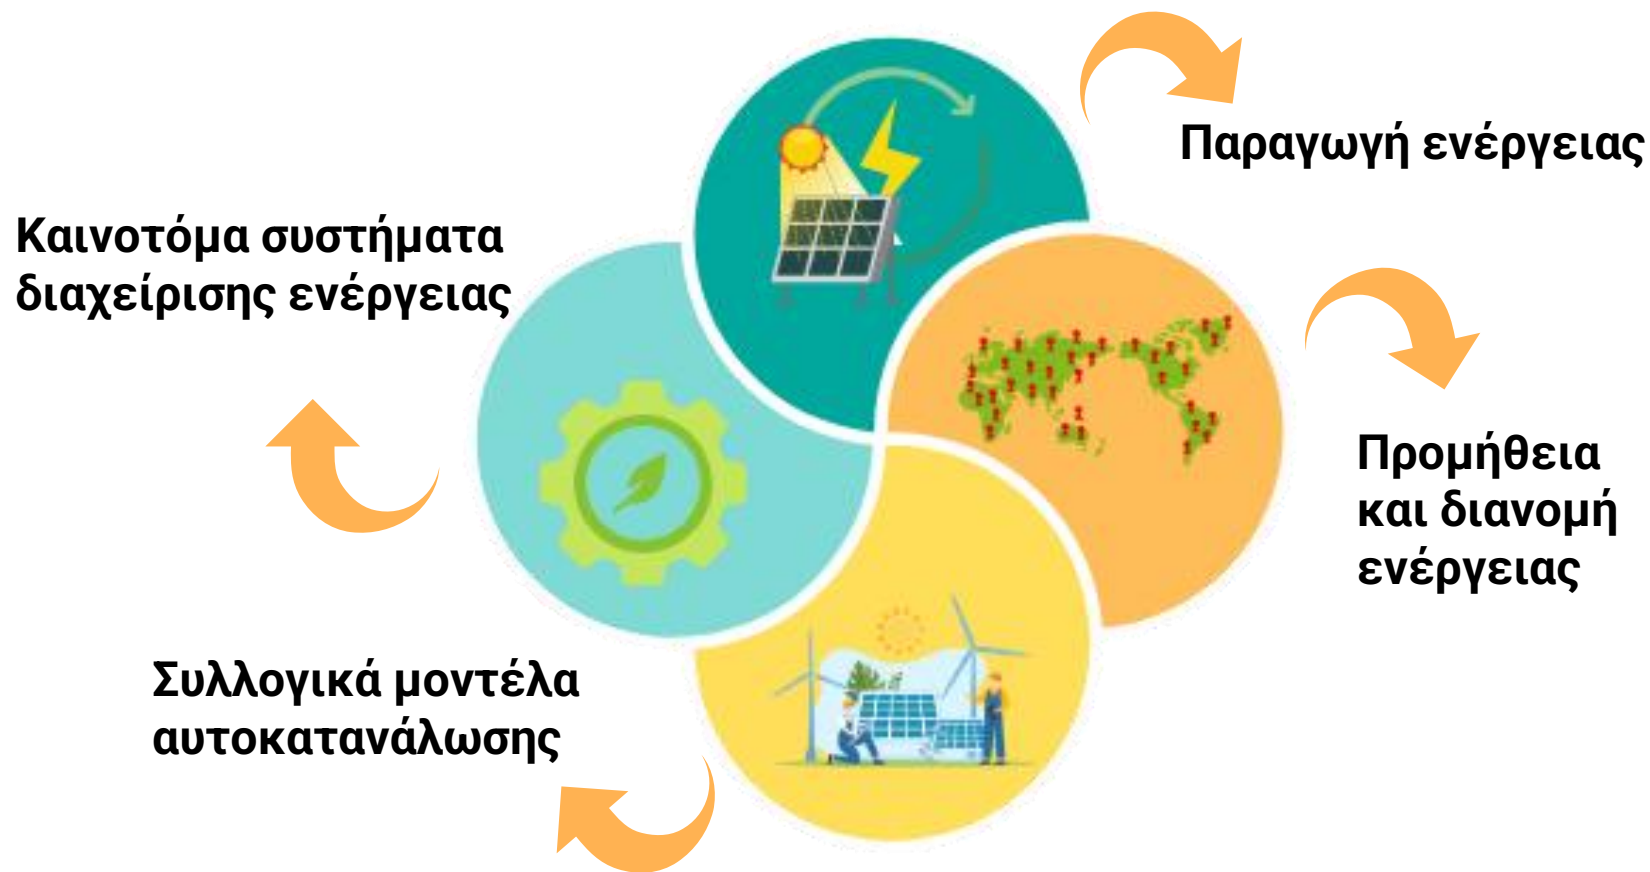 Παραγωγή ενέργειας
Καινοτόμα συστήματα
διαχείρισης ενέργειας
Προμήθεια
και διανομή
ενέργειας
Συλλογικά μοντέλα
αυτοκατανάλωσης